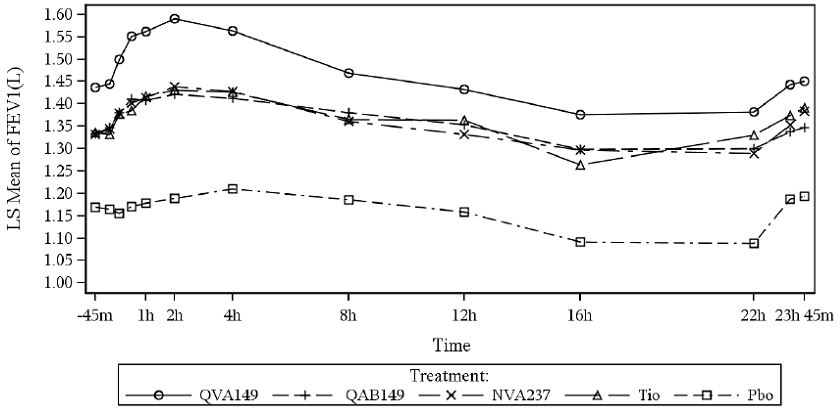 LS Mean of FEV1(L)
1.60
1.55
1.50
1.45
1.40
1.35
1.30
1.25
1.20
1.15
1.10
1.05
1.00
-45m 1h 2h 4h 8h 12h 16h 22h 23h 45m
Time
Treatment:
QVA149 QAB149 NVA237 Tio Pbo